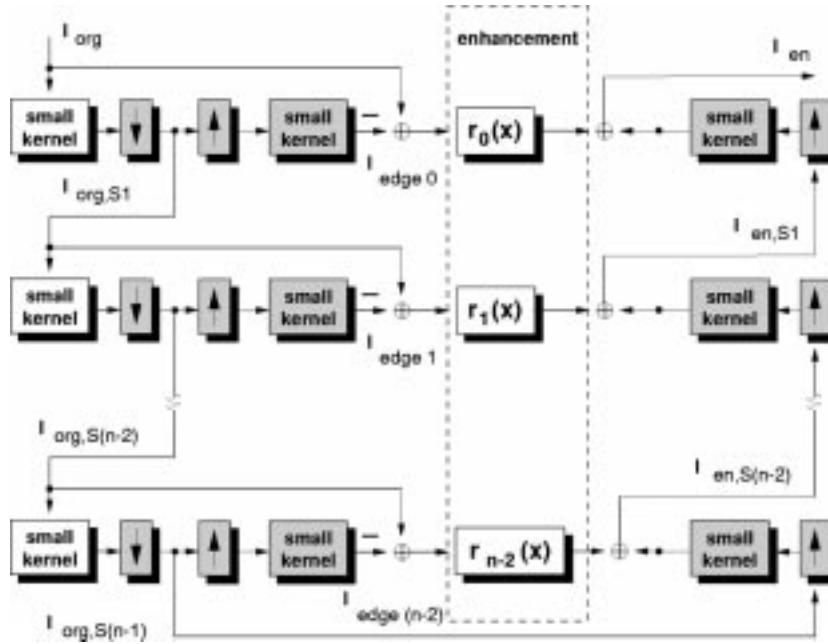 I org
enhancement
I en
small kernel
small kernel
–
r0(x)
small kernel
I edge 0
I org,S1
I en,S1
small kernel
small kernel
–
r1(x)
small kernel
I edge 1
I org,S(n-2)
I en,S(n-2)
small kernel
small kernel
–
rn-2(x)
small kernel
I edge (n-2)
I org,S(n-1)